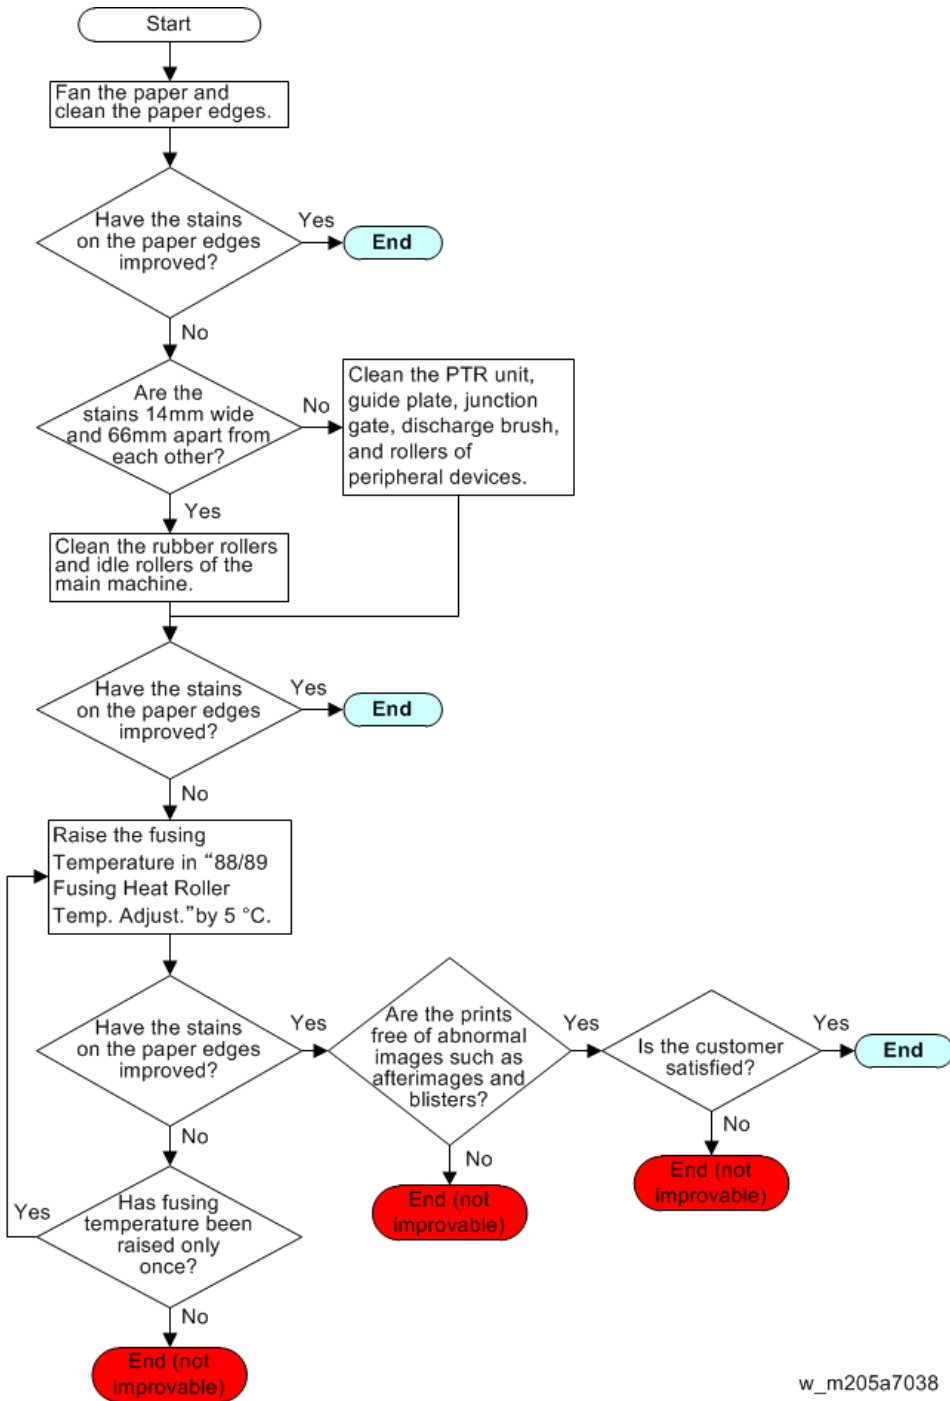 Start
Fan the paper and
clean the paper edges.
Have the stains
on the paper edges
improved?
Yes
End
No
Are the
stains 14mm wide
and 66mm apart from
each other?
No
Clean the PTR unit,
guide plate, junction
gate, discharge brush,
and rollers of
peripheral devices.
Yes
Clean the rubber rollers
and idle rollers of the
main machine.
Have the stains
on the paper edges
improved?
Yes
End
No
Raise the fusing
Temperature in “88/89
Fusing Heat Roller
Temp. Adjust.”by 5 °C.
Have the stains
on the paper edges
improved?
Yes
Are the prints
free of abnormal
images such as
afterimages and
blisters?
Yes
Is the customer
satisfied?
Yes
End
No
End (not
improvable)
No
End (not
improvable)
No
Has fusing
temperature been
raised only
once?
Yes
No
End (not
improvable)
w_m205a7038